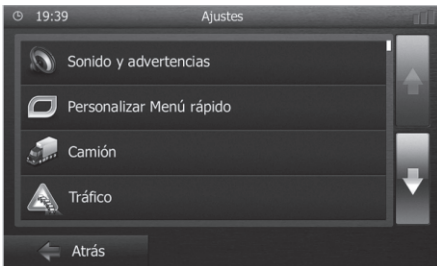 19:39
Ajustes
Sonido y advertencias
Personalizar Menú rápido
Camión
Tráfico
Atrás